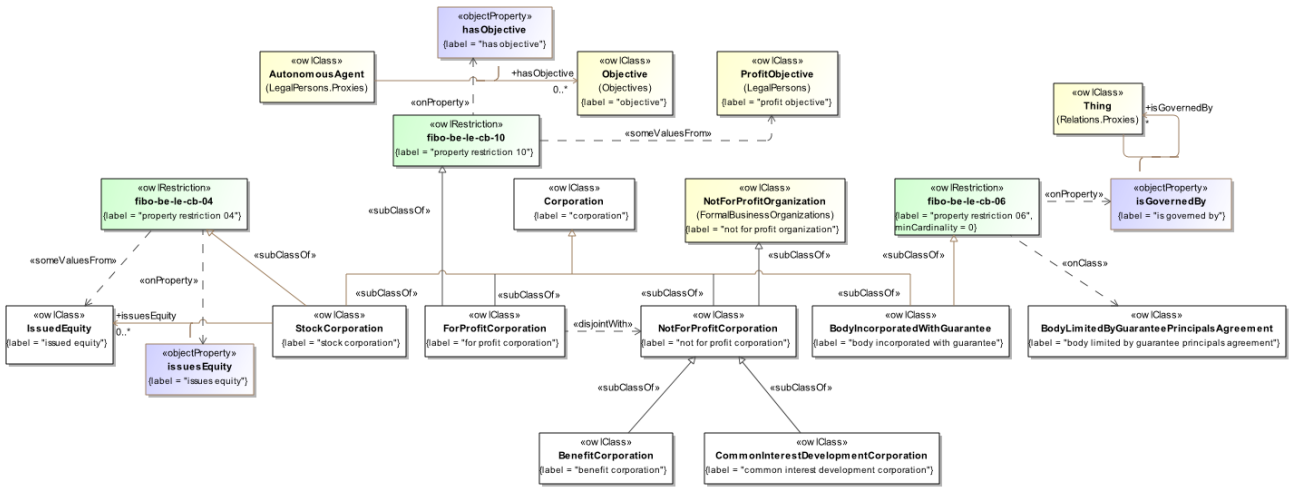 «objectProperty»
hasObjective
{label = "has objective"}
«owlClass»
AutonomousAgent
(LegalPersons.Proxies)
+hasObjective
0..*
«owlClass»
Objective
(Objectives)
{label = "objective"}
«owlClass»
ProfitObjective
(LegalPersons)
{label = "profit objective"}
«owlClass»
Thing
(Relations.Proxies)
+isGovernedBy
*
«onProperty»
«owlRestriction»
fibo-be-le-cb-10
{label = "property restriction 10"}
«someValuesFrom»
«owlRestriction»
fibo-be-le-cb-04
{label = "property restriction 04"}
«subClassOf»
«owlClass»
Corporation
{label = "corporation"}
«owlClass»
NotForProfitOrganization
(FormalBusinessOrganizations)
{label = "not for profit organization"}
«owlRestriction»
fibo-be-le-cb-06
{label = "property restriction 06",
minCardinality = 0}
«onProperty»
«objectProperty»
isGovernedBy
{label = "is governed by"}
«someValuesFrom»
«onProperty»
«subClassOf»
«onClass»
«subClassOf»
«subClassOf»
«subClassOf»
«subClassOf»
«owlClass»
IssuedEquity
{label = "issued equity"}
+issuesEquity
0..*
«owlClass»
StockCorporation
{label = "stock corporation"}
«owlClass»
ForProfitCorporation
{label = "for profit corporation"}
«disjointWith»
«owlClass»
NotForProfitCorporation
{label = "not for profit corporation"}
«owlClass»
BodyIncorporatedWithGuarantee
{label = "body incorporated with guarantee"}
«owlClass»
BodyLimitedByGuaranteePrincipalsAgreement
{label = "body limited by guarantee principals agreement"}
«objectProperty»
issuesEquity
{label = "issues equity"}
«subClassOf»
«subClassOf»
«owlClass»
BenefitCorporation
{label = "benefit corporation"}
«owlClass»
CommonInterestDevelopmentCorporation
{label = "common interest development corporation"}